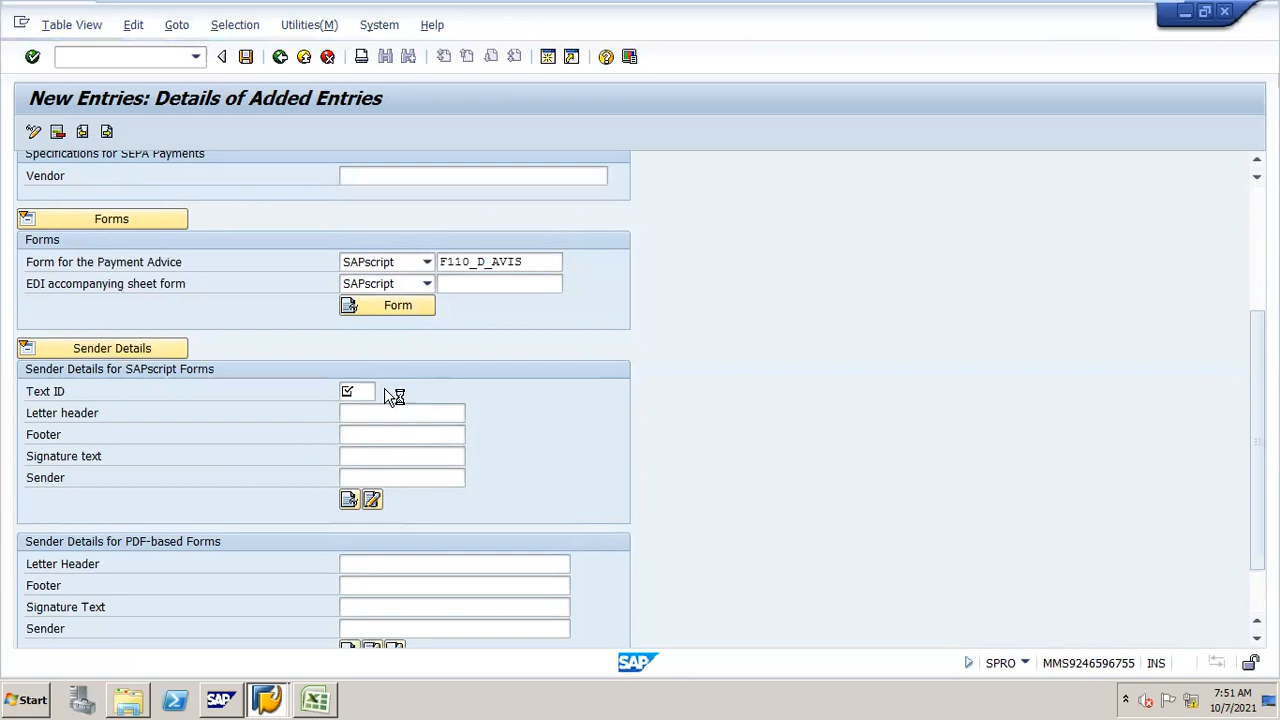 Table View Edit Goto Selection Utilities(M) System Help
New Entries: Details of Added Entries
Specifications for SEPA Payments
Vendor
Forms
Forms
Form for the Payment Advice SAPscript F110_D_AVIS
EDI accompanying sheet form SAPscript
Form
Sender Details
Sender Details for SAPscript Forms
Text ID
Letter header
Footer
Signature text
Sender
Sender Details for PDF-based Forms
Letter Header
Footer
Signature Text
Sender
SAP SPRO MMS9246596755 INS
Start SAP 7:51 AM
10/7/2021